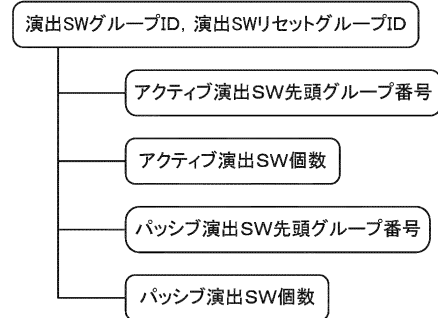 演出SWグループID，演出SWリセットグループID
アクティブ演出ＳＷ先頭グループ番号
アクティブ演出ＳＷ個数
パッシブ演出ＳＷ先頭グループ番号
パッシブ演出ＳＷ個数